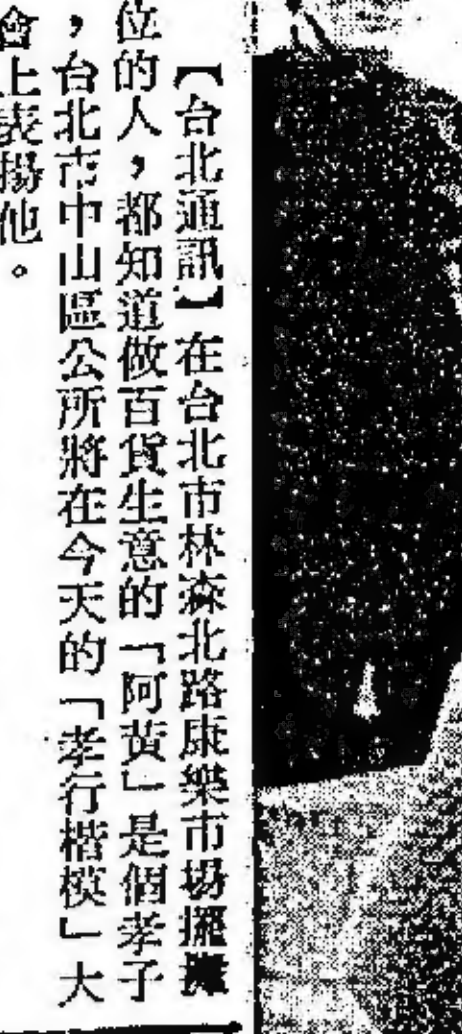 【台北通訊】在台北市林森北路康樂市場擺攤
位的人，都知道做百貨生意的「阿黃」是個孝子
，台北市中山區公所將在今天的「孝行楷模」大
會上表揚他。